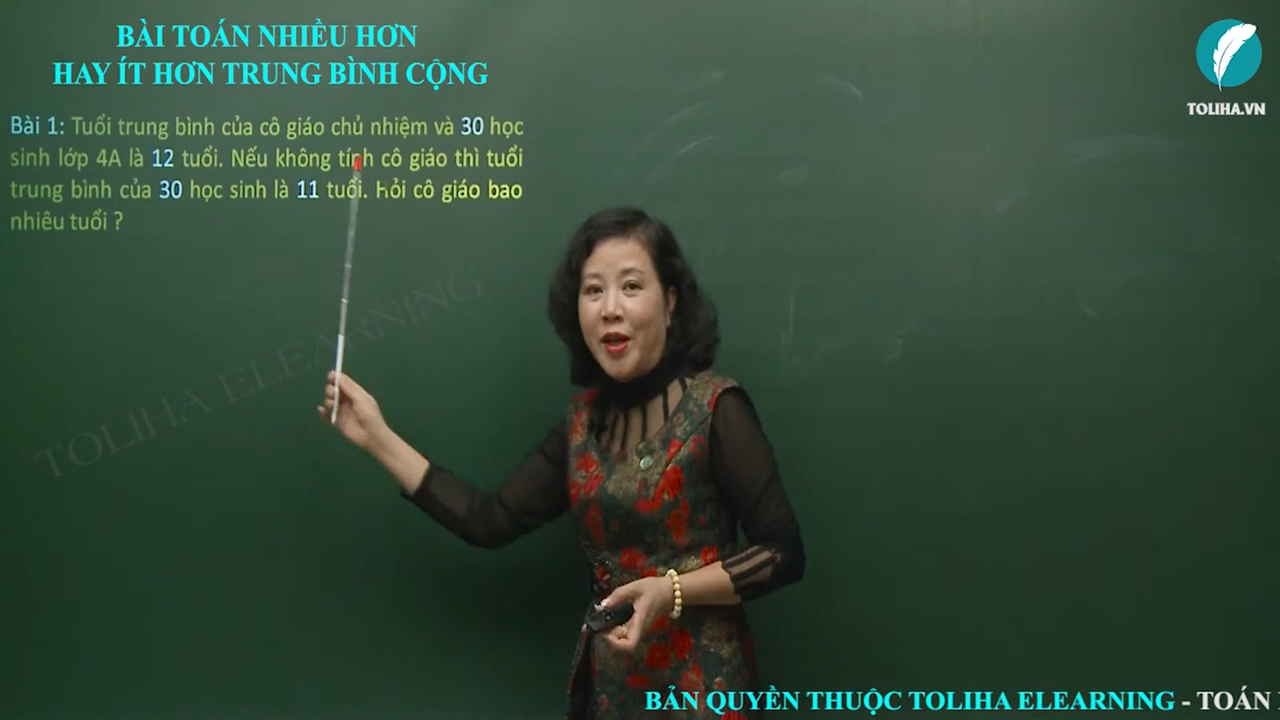 BÀI TOÁN NHIỀU HƠN
HAY ÍT HƠN TRUNG BÌNH CỘNG
TOLIHA.VN
Bài 1: Tuổi trung bình của cô giáo chủ nhiệm và 30 học
sinh lớp 4A là 12 tuổi. Nếu không tính cô giáo thì tuổi
trung bình của 30 học sinh là 11 tuổi. Hỏi cô giáo bao
nhiêu tuổi ?
TOLIHA ELEARNING
BẢN QUYỀN THUỘC TOLIHA ELEARNING - TOÁN